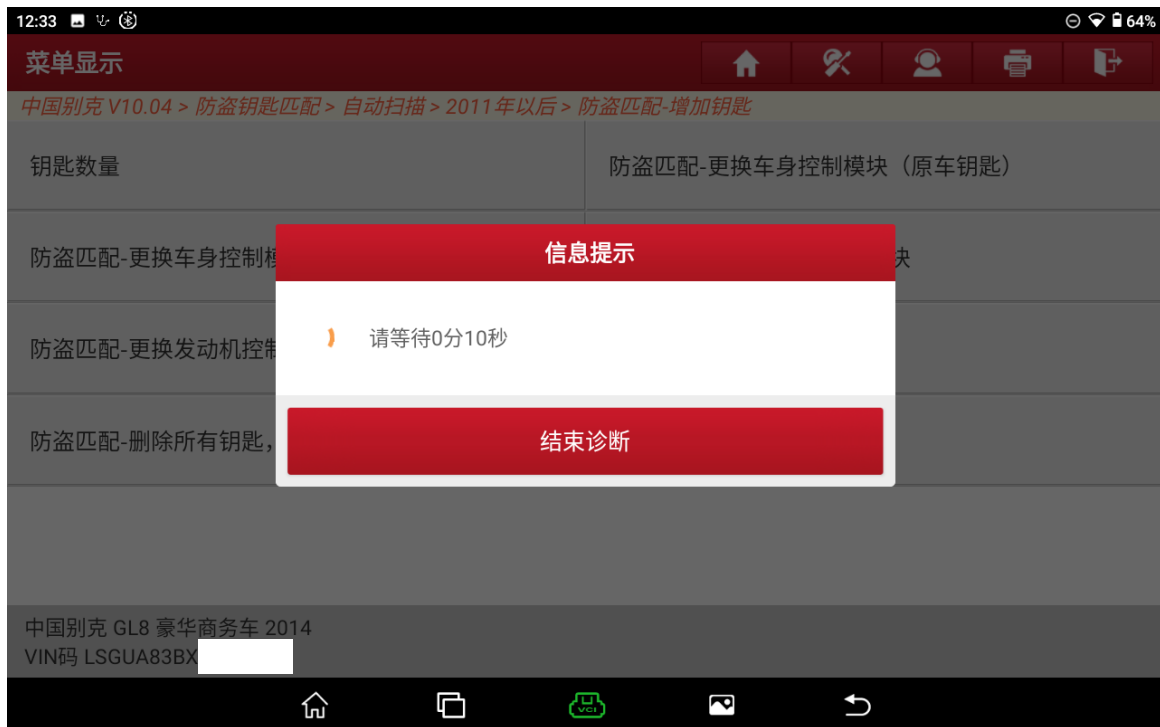 12:33
64%
菜单显示
中国别克 V10.04 > 防盗钥匙匹配 > 自动扫描 > 2011年以后 > 防盗匹配-增加钥匙
钥匙数量
防盗匹配-更换车身控制模块（原车钥匙）
防盗匹配-更换车身控制模
块
信息提示
请等待0分10秒
防盗匹配-更换发动机控制
防盗匹配-删除所有钥匙，
结束诊断
中国别克 GL8 豪华商务车 2014
VIN码 LSGUA83BX
VCI